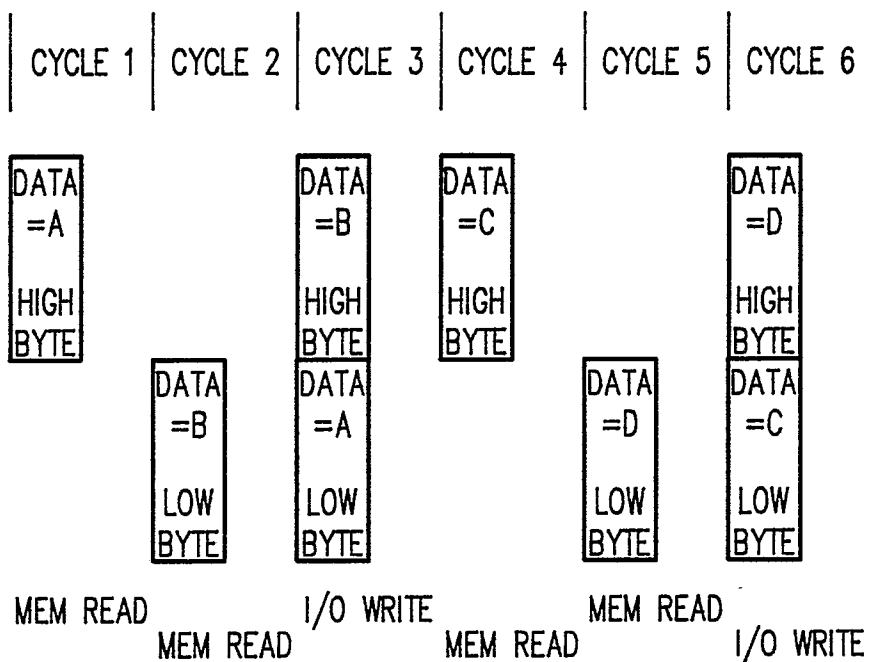 CYCLE 1 CYCLE 2 CYCLE 3 CYCLE 4 CYCLE 5 CYCLE 6
DATA
=A
HIGH
BYTE
DATA
=B
LOW
BYTE
DATA
=B
HIGH
BYTE
DATA
=A
LOW
BYTE
DATA
=C
HIGH
BYTE
DATA
=D
LOW
BYTE
DATA
=D
HIGH
BYTE
DATA
=C
LOW
BYTE
MEM READ
MEM READ
I/O WRITE
MEM READ
MEM READ
I/O WRITE